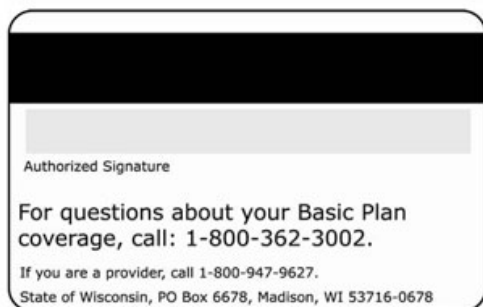 Authorized Signature
For questions about your Basic Plan
coverage, call: 1-800-362-3002.
If you are a provider, call 1-800-947-9627.
State of Wisconsin, PO Box 6678, Madison, WI 53716-0678